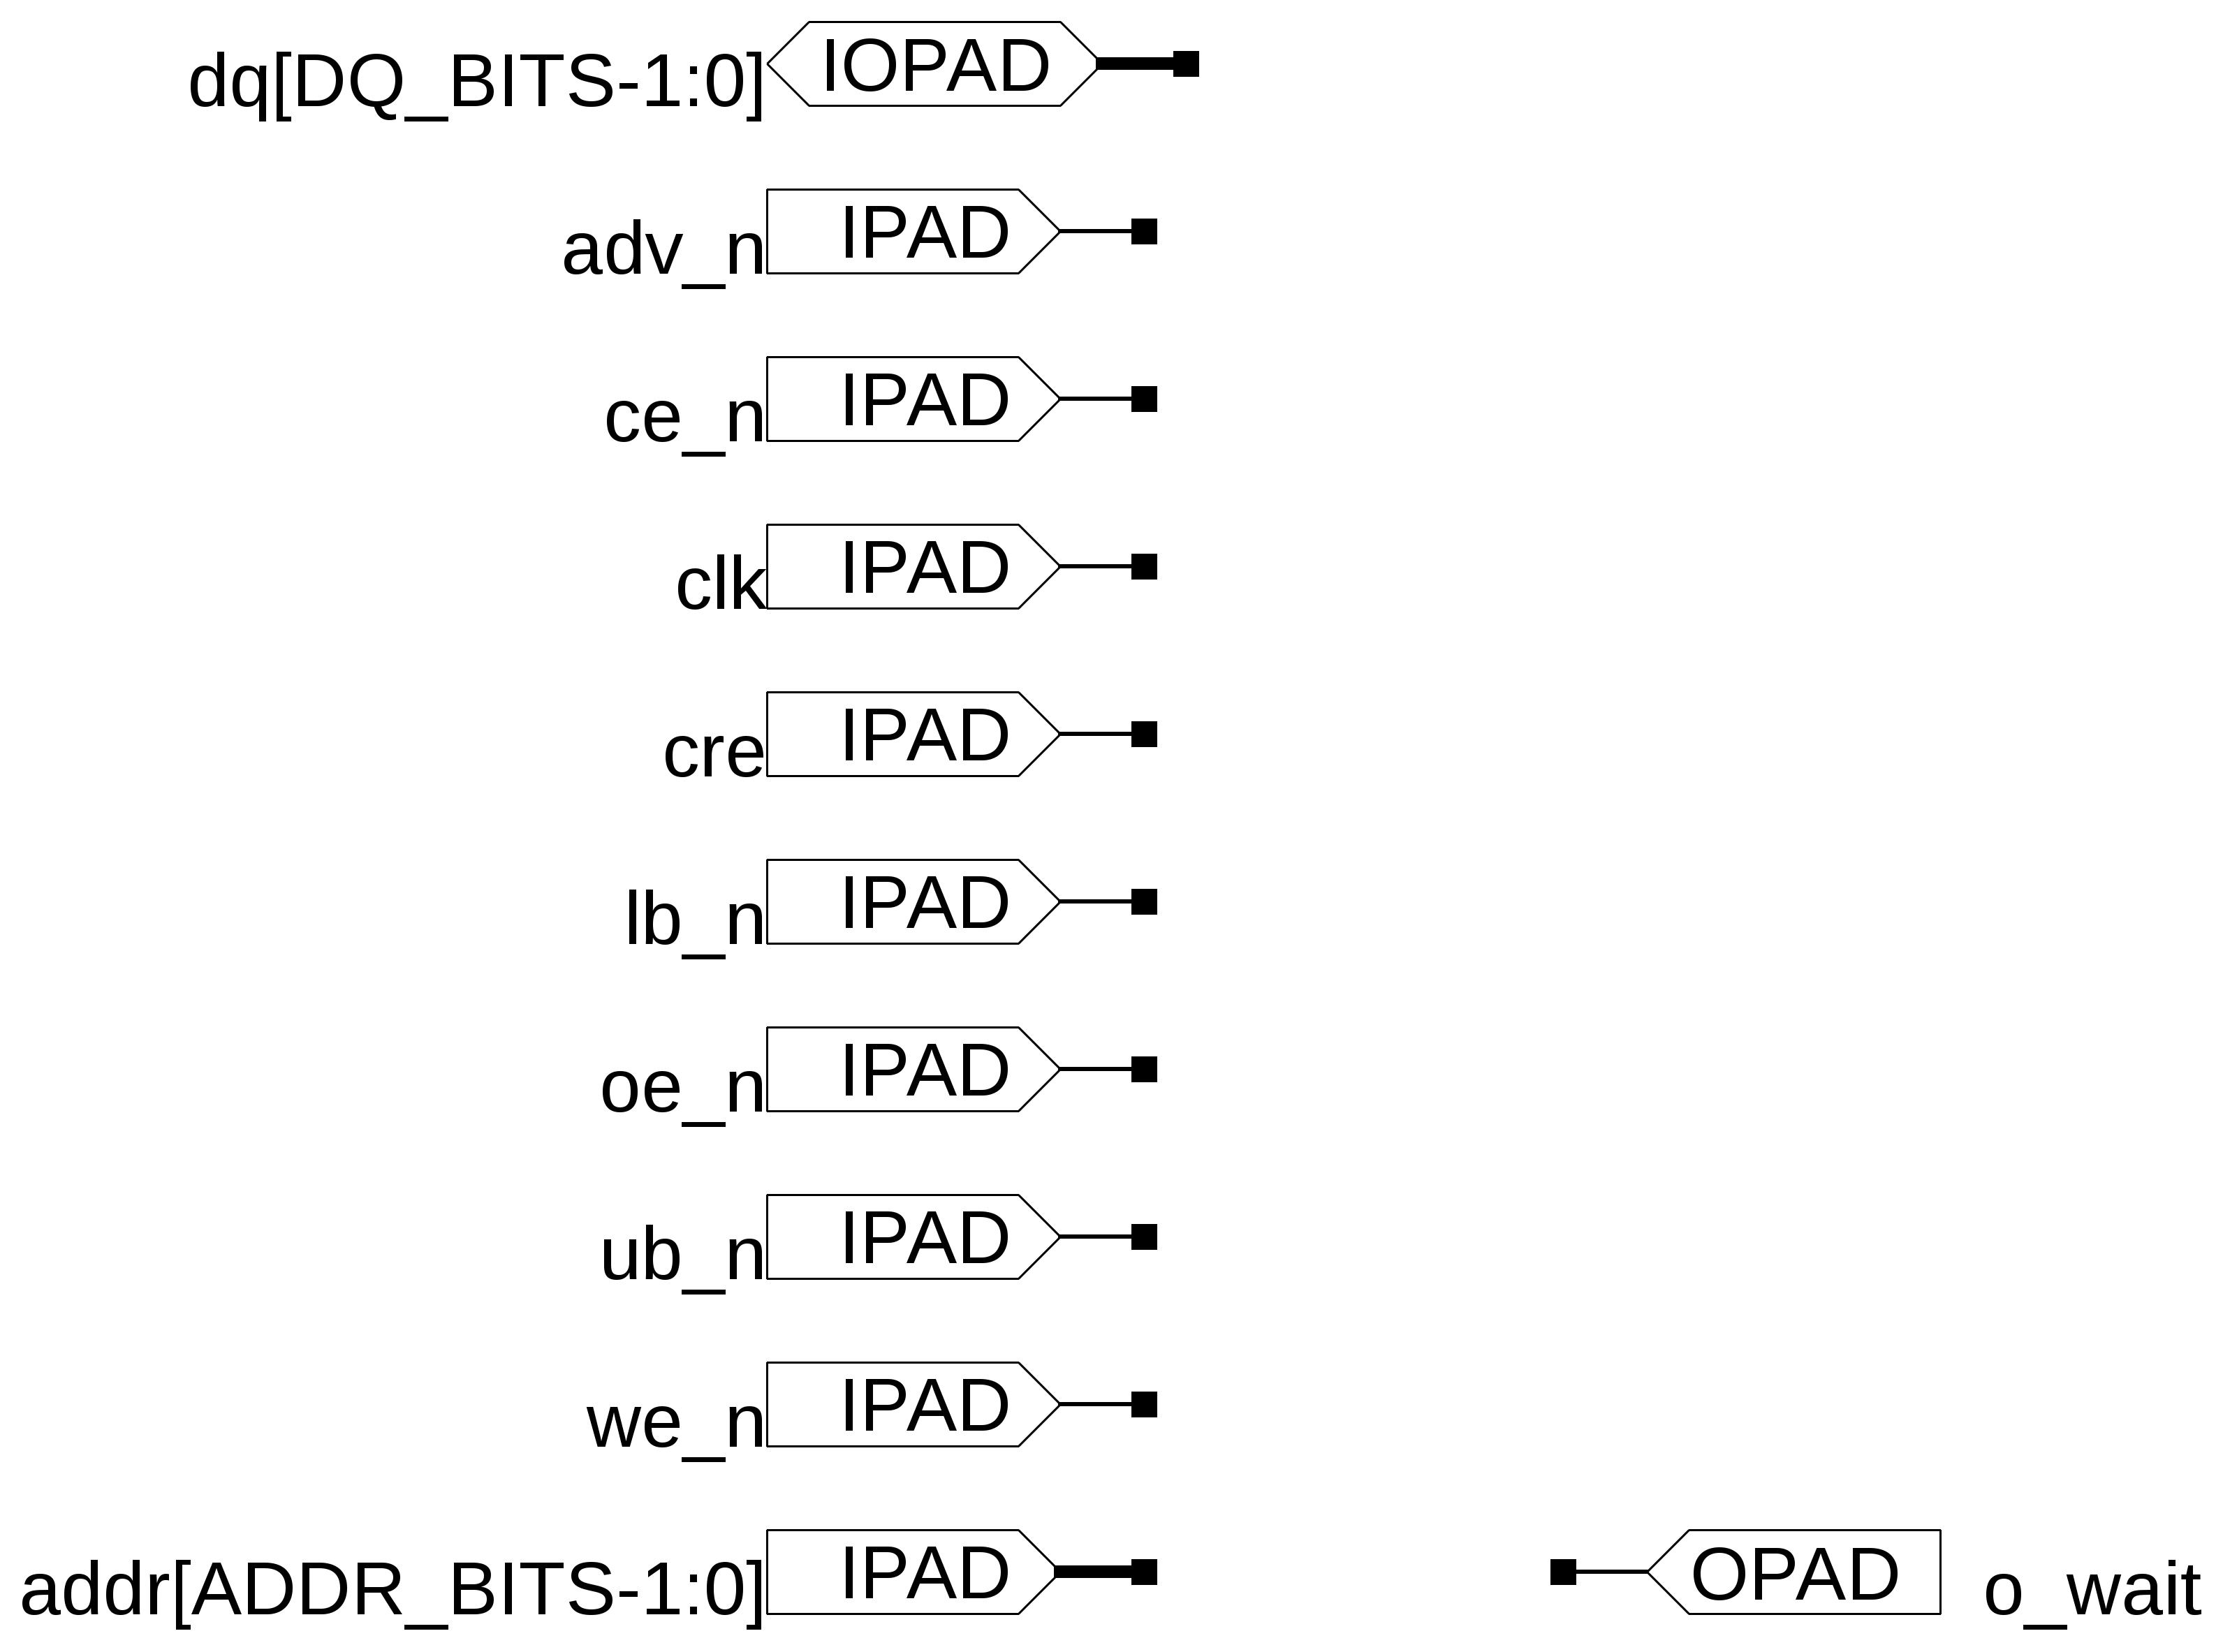 dq[DQ_BITS-1:0] IOPAD
adv_n IPAD
ce_n IPAD
clk IPAD
cre IPAD
lb_n IPAD
oe_n IPAD
ub_n IPAD
we_n IPAD
addr[ADDR_BITS-1:0] IPAD OPAD o_wait